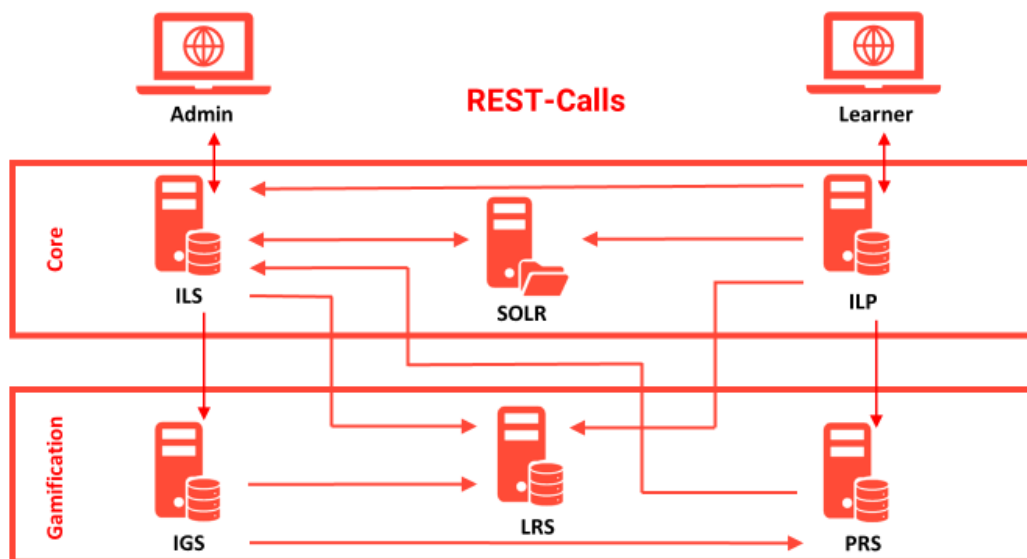 Admin
REST-Calls
Learner
Core
ILS
SOLR
ILP
Gamification
IGS
LRS
PRS